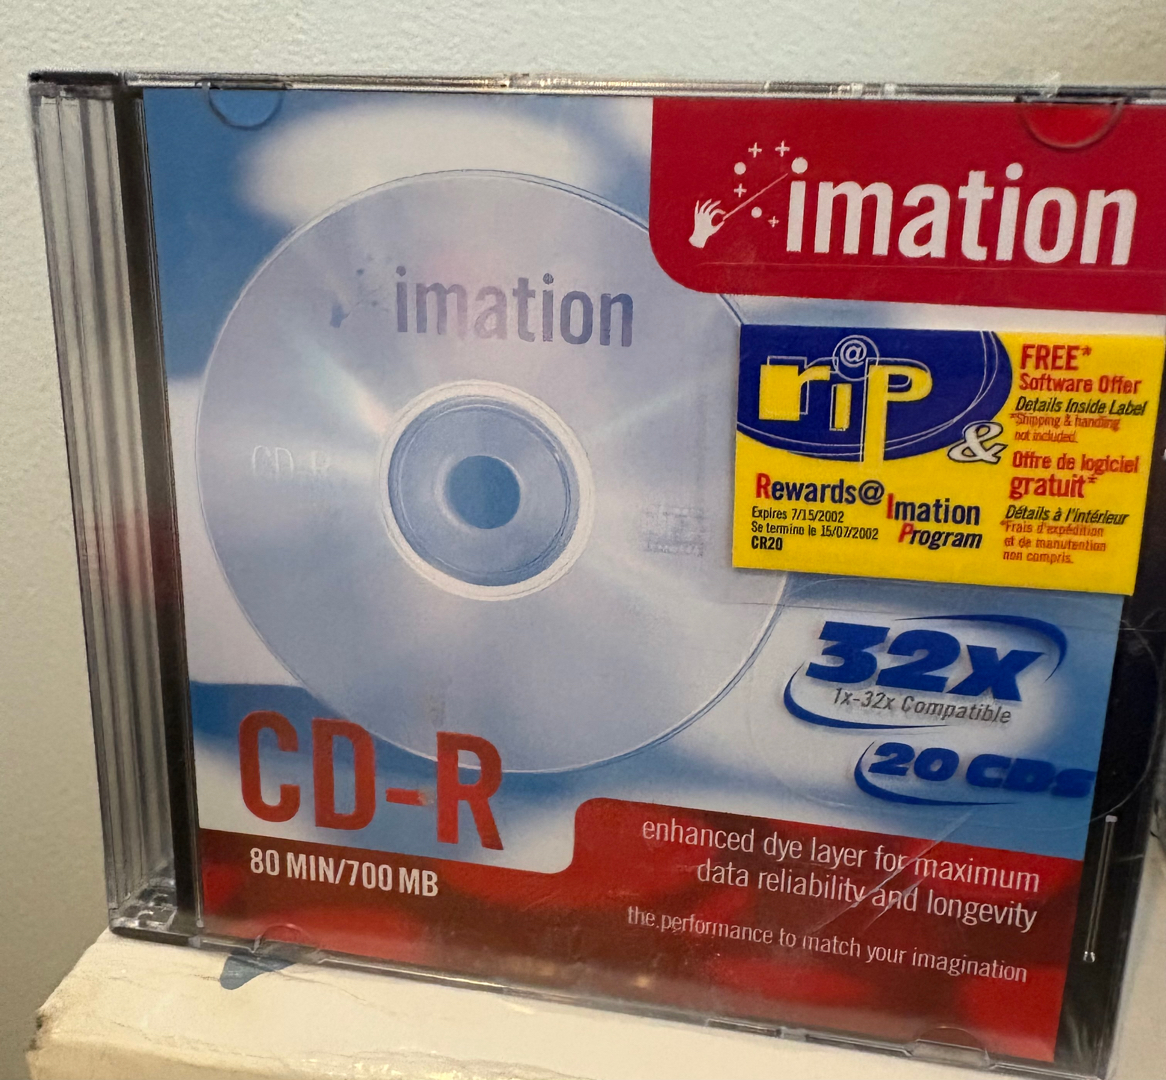 imation
imation
CD-R
r@iP
FREE*
Software Offer
Details Inside Label
*Shipping & handling
not included.
&
Offre de logiciel
gratuit*
Détails à l'intérieur
*Frais d'expédition
et de manutention
non compris.
Rewards@Imation
Program
Expires 7/15/2002
Se termine le 15/07/2002
CR20
32x
1x-32x Compatible
20 CDs
CD-R
80 MIN/700 MB
enhanced dye layer for maximum
data reliability and longevity
the performance to match your imagination